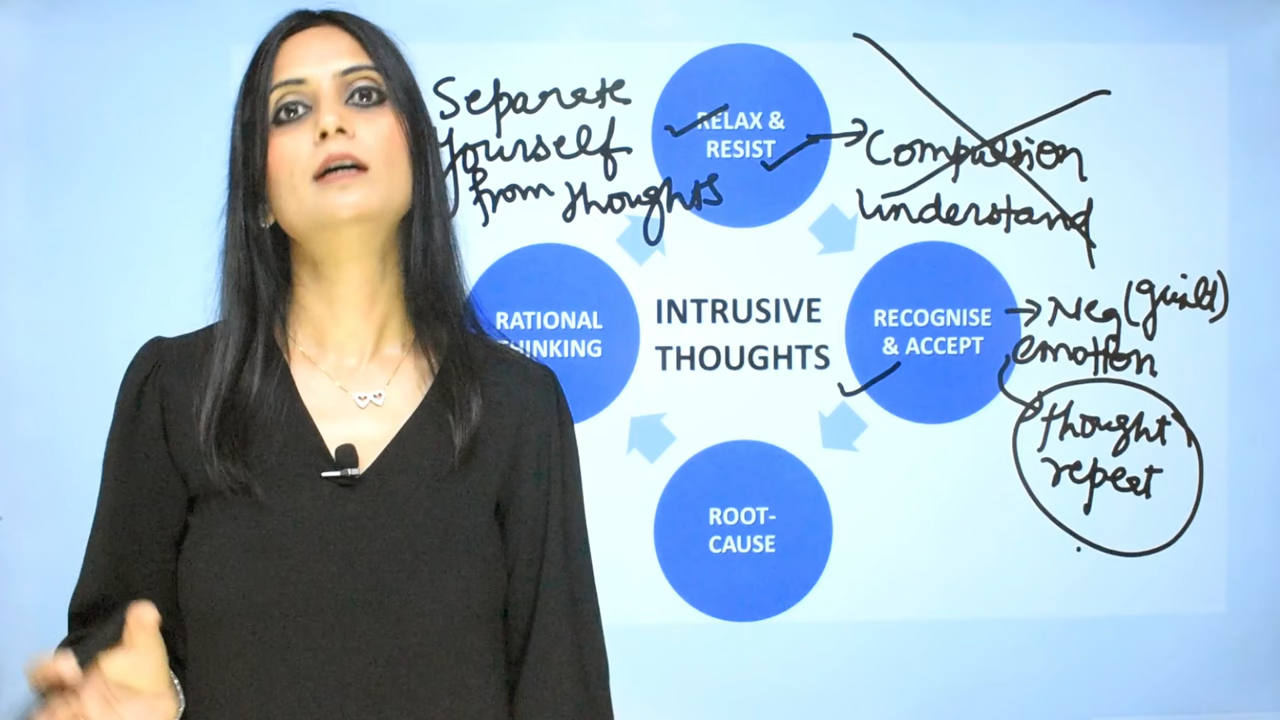 Separate
yourself
from thoughts
RELAX &
RESIST
Compulsion
Understand
RATIONAL
THINKING
INTRUSIVE
THOUGHTS
RECOGNISE
& ACCEPT
Neg (guilt)
emotion
thought
repeat
ROOT-
CAUSE